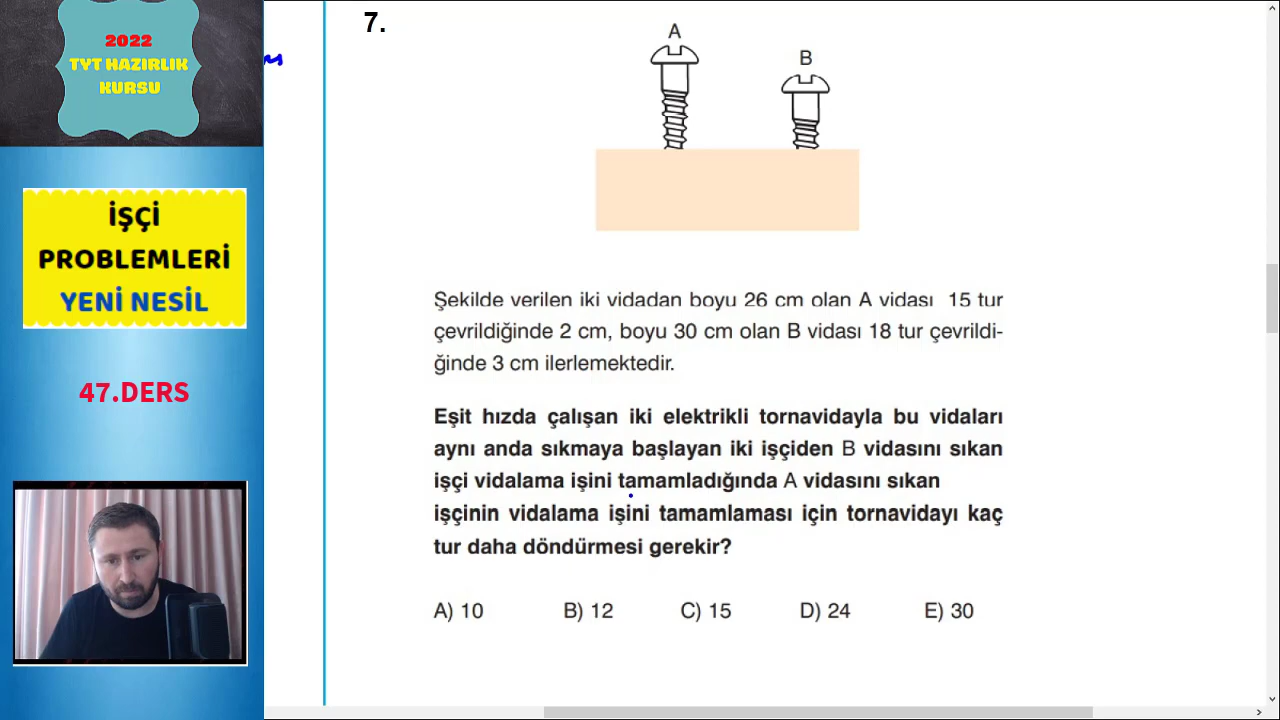 2022
TYT HAZIRLIK
KURSU
İŞÇİ
PROBLEMLERİ
YENİ NESİL
47.DERS
7.
A
B
Şekilde verilen iki vidadan boyu 26 cm olan A vidası 15 tur
çevrildiğinde 2 cm, boyu 30 cm olan B vidası 18 tur çevrildi-
ğinde 3 cm ilerlemektedir.
Eşit hızda çalışan iki elektrikli tornavidayla bu vidaları
aynı anda sıkmaya başlayan iki işçiden B vidasını sıkan
işçi vidalama işini tamamladığında A vidasını sıkan
işçinin vidalama işini tamamlaması için tornavidayı kaç
tur daha döndürmesi gerekir?
A) 10 B) 12 C) 15 D) 24 E) 30